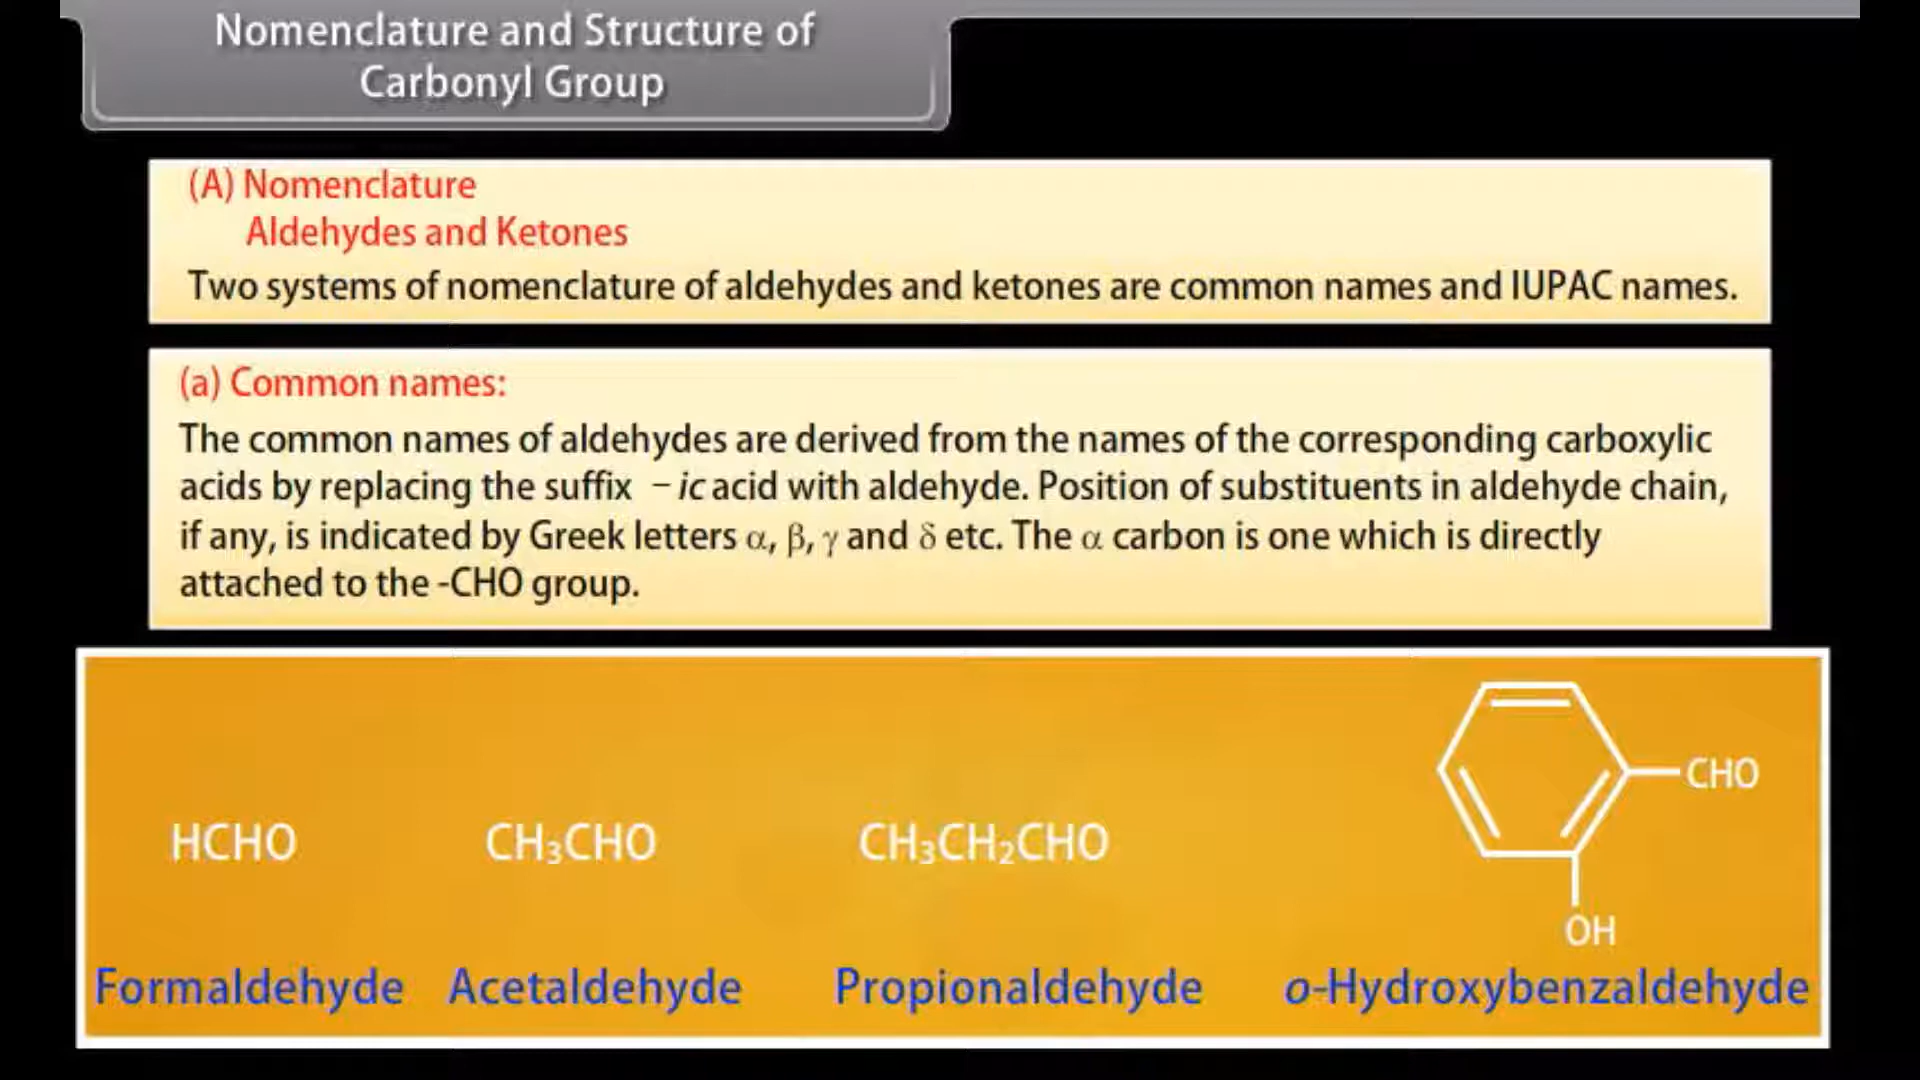 Nomenclature and Structure of
Carbonyl Group
(A) Nomenclature
Aldehydes and Ketones
Two systems of nomenclature of aldehydes and ketones are common names and IUPAC names.
(a) Common names:
The common names of aldehydes are derived from the names of the corresponding carboxylic
acids by replacing the suffix – ic acid with aldehyde. Position of substituents in aldehyde chain,
if any, is indicated by Greek letters α, β, γ and δ etc. The α carbon is one which is directly
attached to the -CHO group.
CHO
HCHO CH₃CHO CH₃CH₂CHO
OH
Formaldehyde Acetaldehyde Propionaldehyde o-Hydroxybenzaldehyde